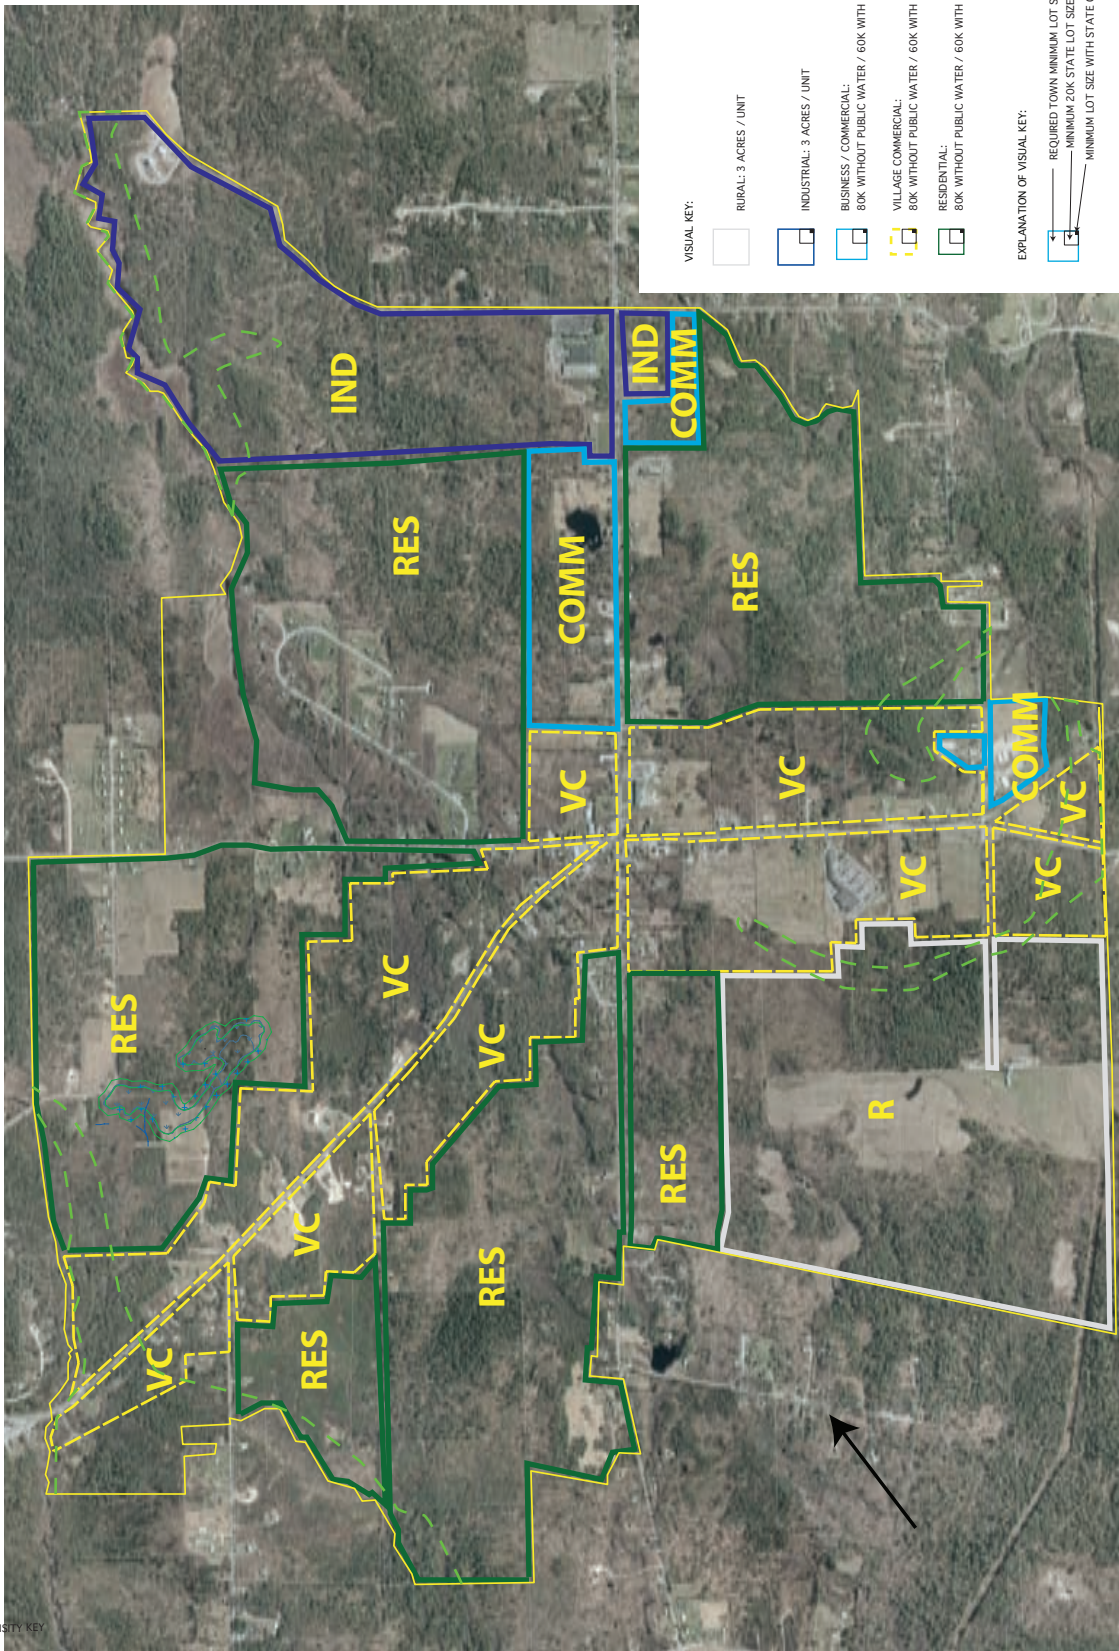 IND
IND
COMM
RES
COMM
RES
VC
VC
COMM
VC
VC
VC
RES
VC
VC
R
RES
VC
RES
RES
VC
VISUAL KEY:
RURAL: 3 ACRES / UNIT
INDUSTRIAL: 3 ACRES / UNIT
BUSINESS / COMMERCIAL:
80K WITHOUT PUBLIC WATER / 60K WITH
VILLAGE COMMERCIAL:
80K WITHOUT PUBLIC WATER / 60K WITH
RESIDENTIAL:
80K WITHOUT PUBLIC WATER / 60K WITH
EXPLANATION OF VISUAL KEY:
REQUIRED TOWN MINIMUM LOT S
MINIMUM 20K STATE LOT SIZE
MINIMUM LOT SIZE WITH STATE
SITY KEY